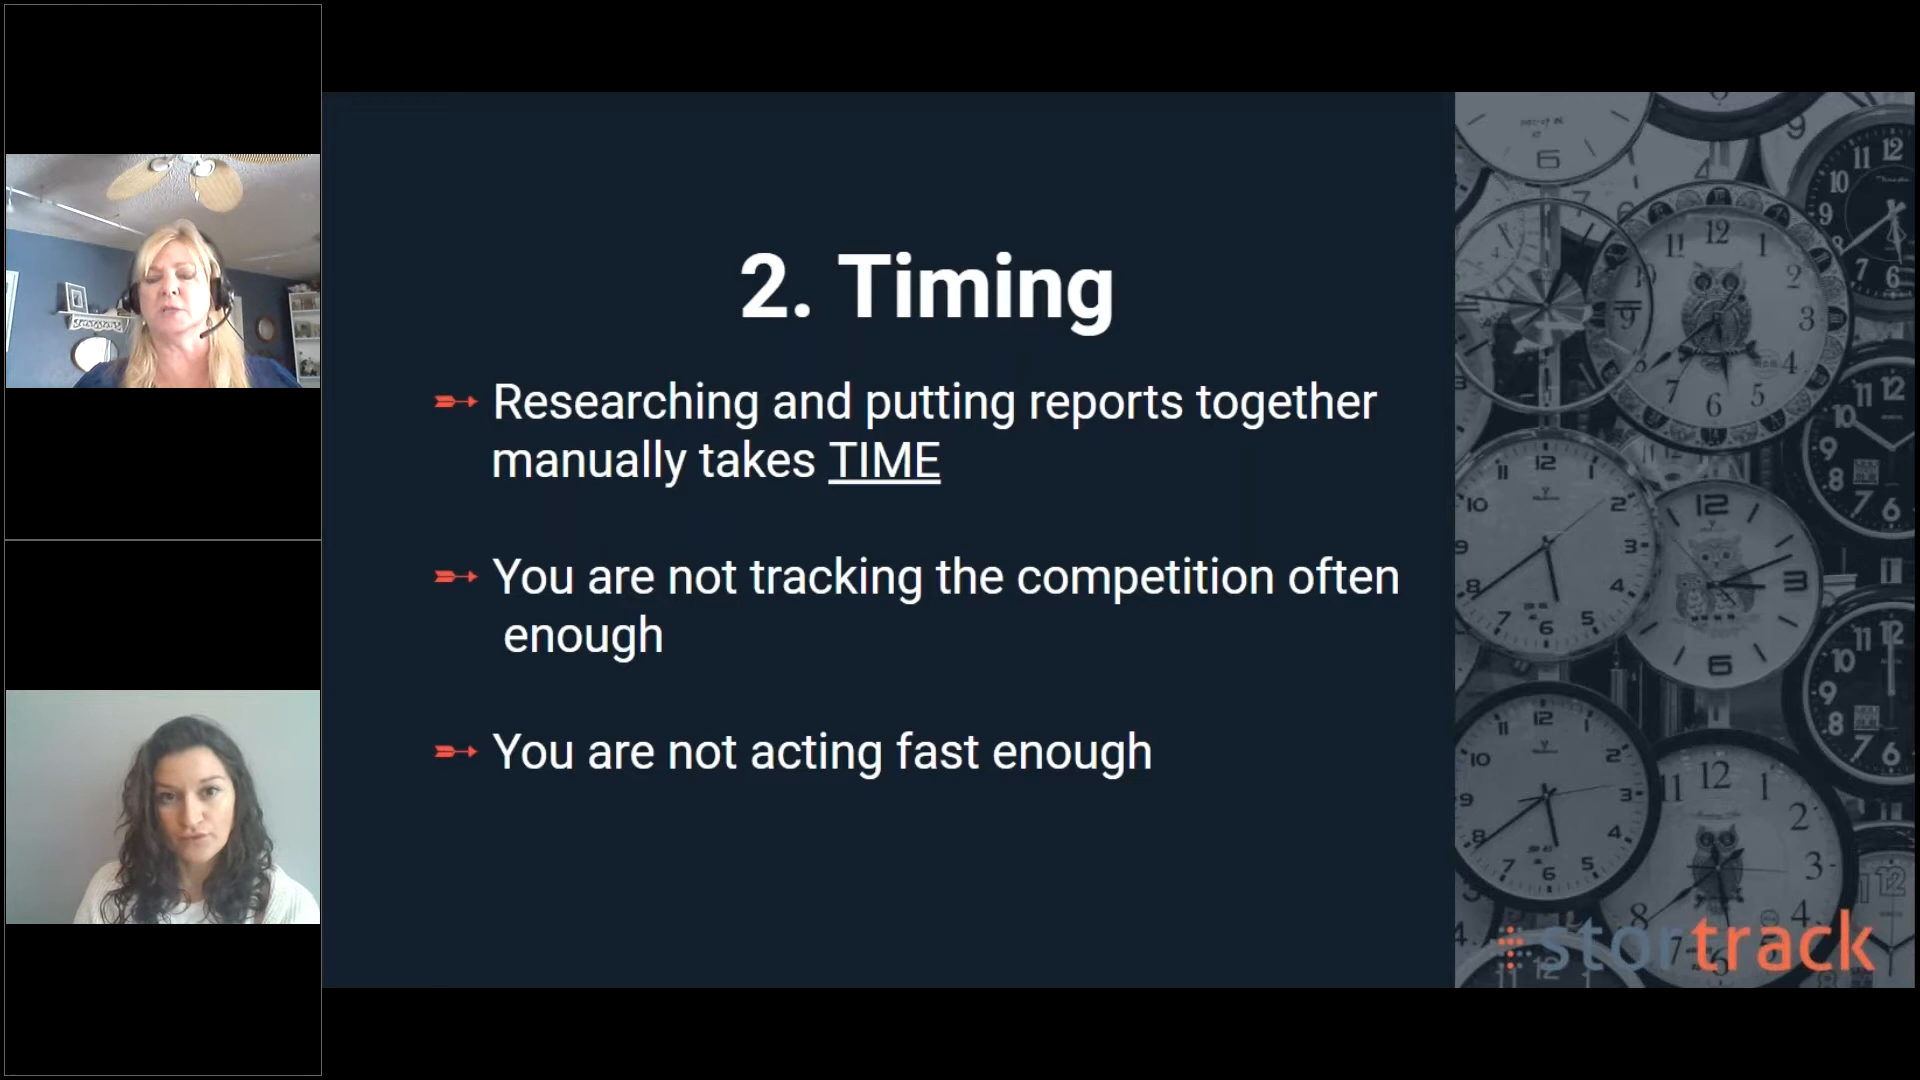 2. Timing
Researching and putting reports together
manually takes TIME
You are not tracking the competition often
enough
You are not acting fast enough
stortrack